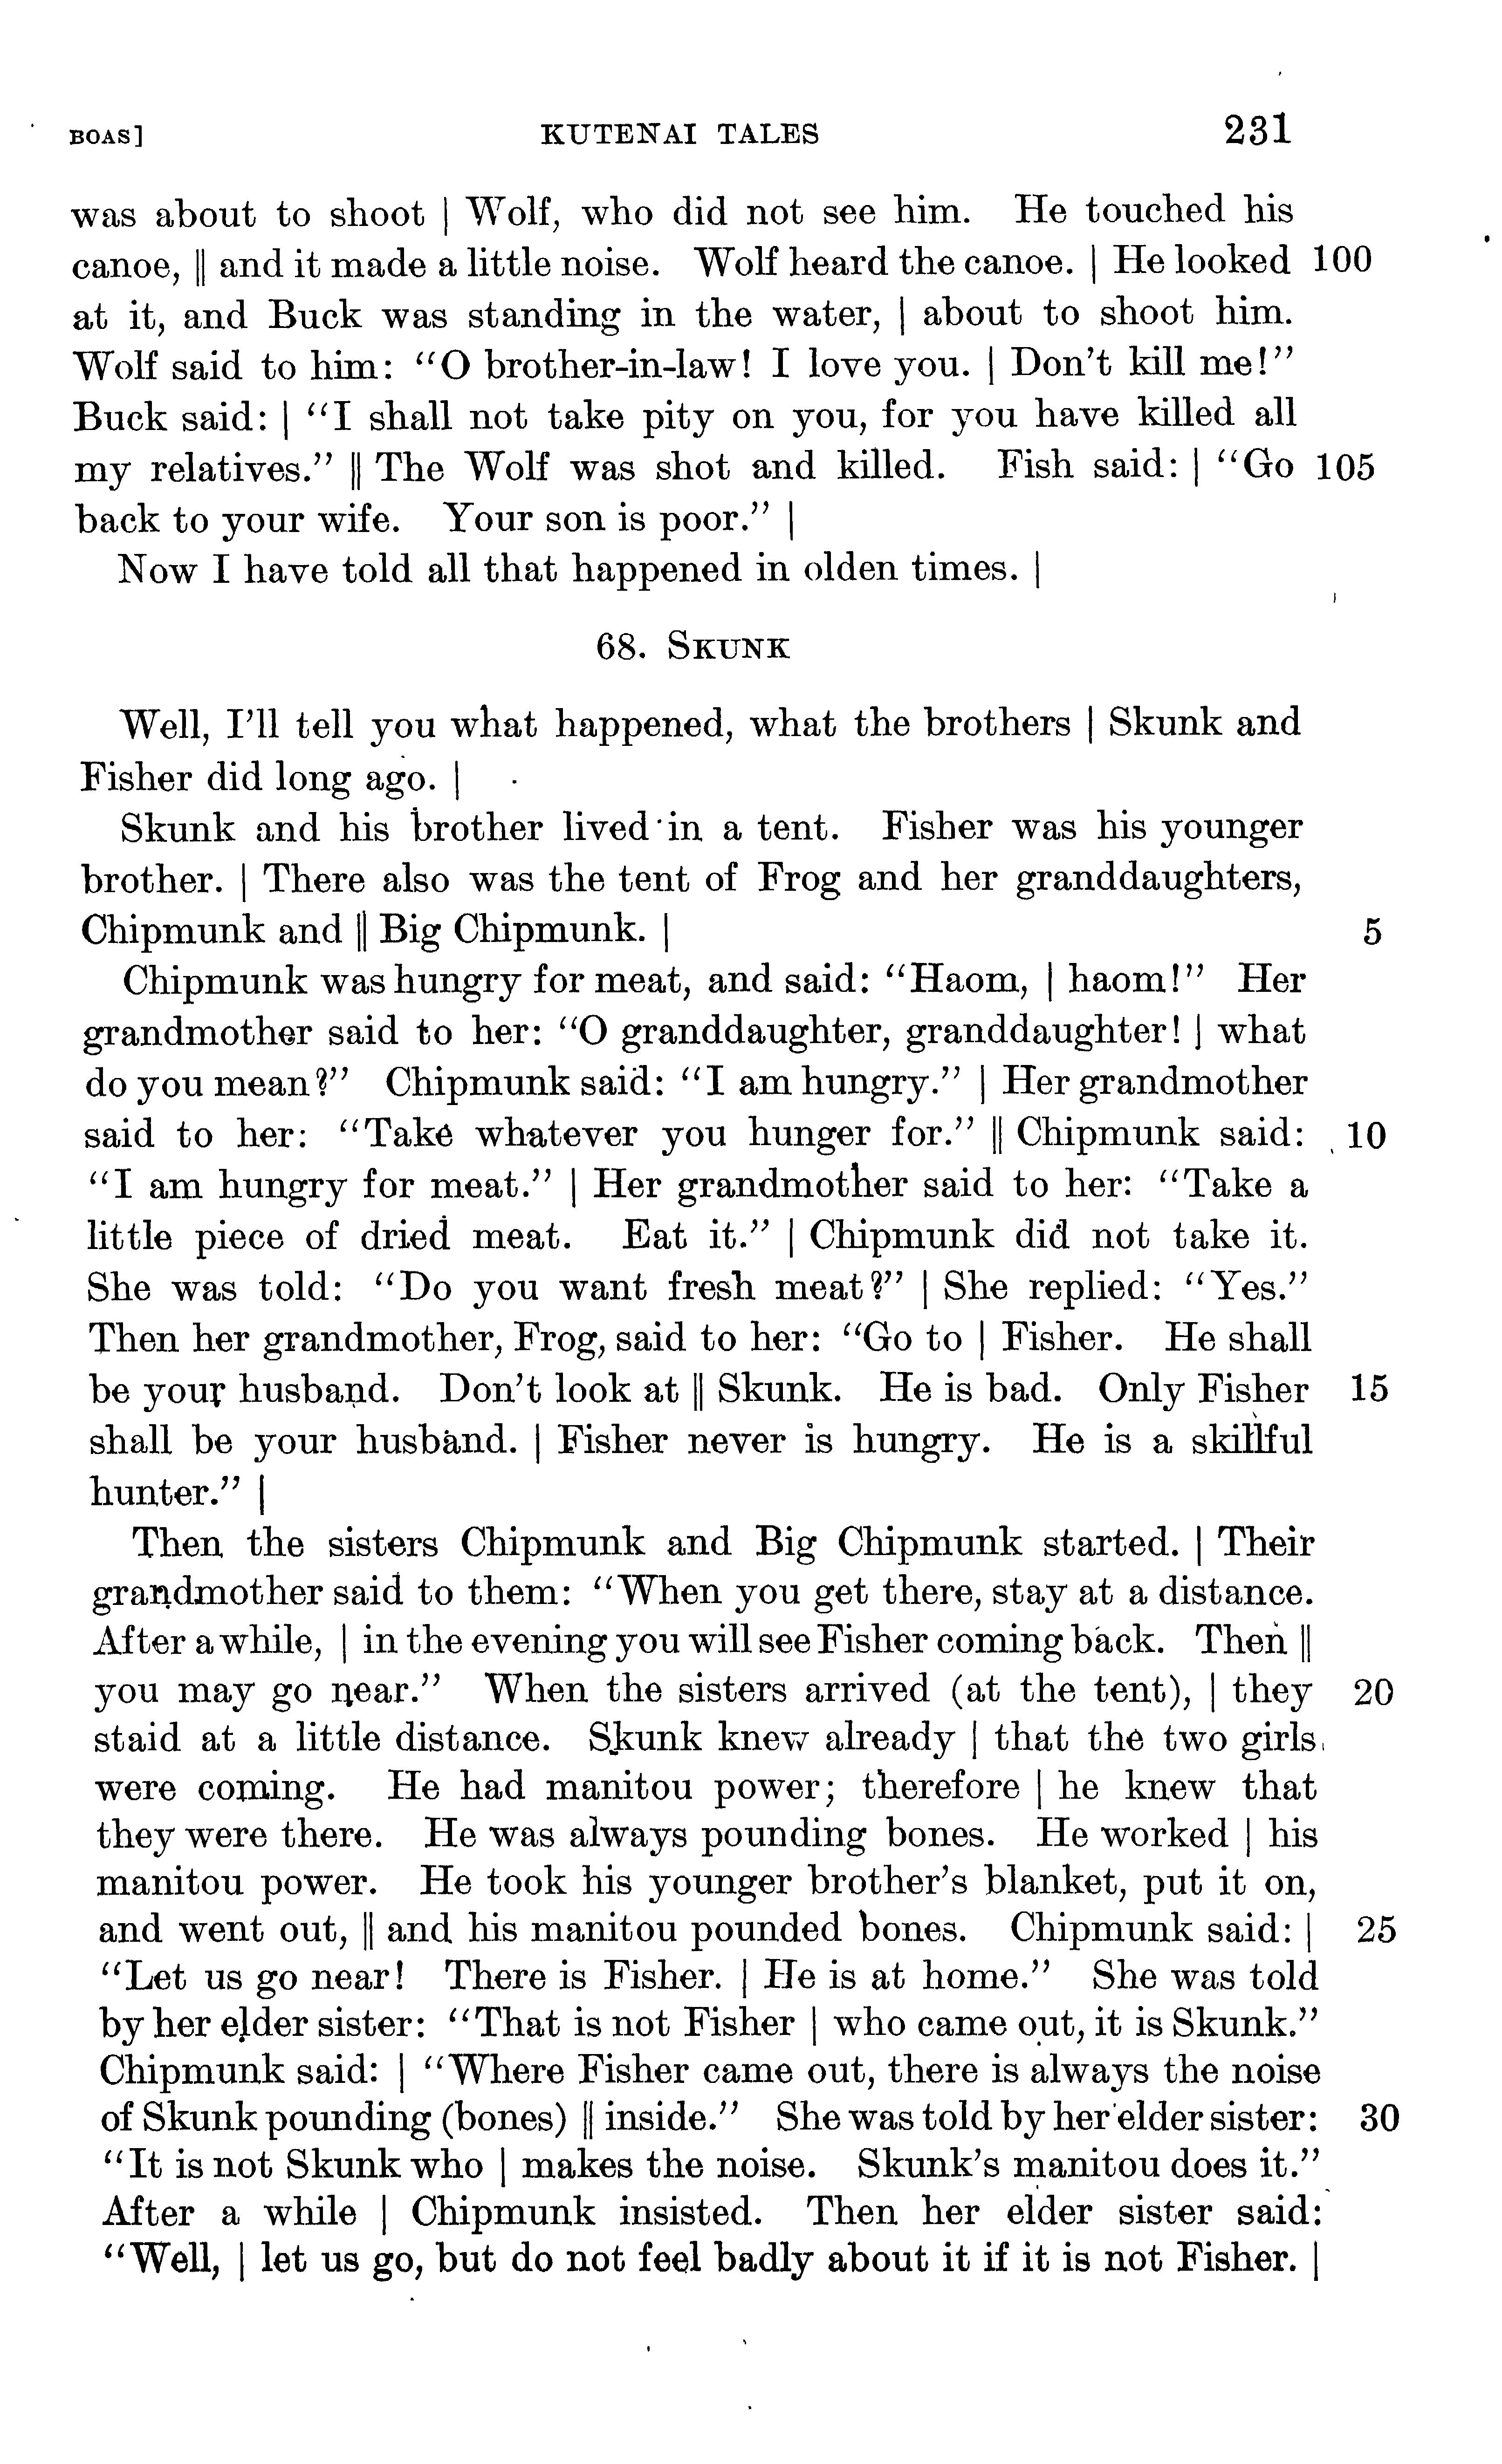 BOAS] KUTENAI TALES 231
was about to shoot | Wolf, who did not see him. He touched his
canoe, || and it made a little noise. Wolf heard the canoe. | He looked 100
at it, and Buck was standing in the water, | about to shoot him.
Wolf said to him: “O brother-in-law! I love you. | Don't kill me!”
Buck said: | “I shall not take pity on you, for you have killed all
my relatives.” || The Wolf was shot and killed. Fish said: | “Go 105
back to your wife. Your son is poor.” |
Now I have told all that happened in olden times. |
68. SKUNK
Well, I'll tell you what happened, what the brothers | Skunk and
Fisher did long ago. |
Skunk and his brother lived in a tent. Fisher was his younger
brother. | There also was the tent of Frog and her granddaughters,
Chipmunk and || Big Chipmunk. | 5
Chipmunk was hungry for meat, and said: “Haom, | haom!” Her
grandmother said to her: “O granddaughter, granddaughter! | what
do you mean?” Chipmunk said: “I am hungry.” | Her grandmother
said to her: “Take whatever you hunger for.” || Chipmunk said: 10
“I am hungry for meat.” | Her grandmother said to her: “Take a
little piece of dried meat. Eat it.” | Chipmunk did not take it.
She was told: “Do you want fresh meat?” | She replied: “Yes.”
Then her grandmother, Frog, said to her: “Go to | Fisher. He shall
be your husband. Don't look at || Skunk. He is bad. Only Fisher 15
shall be your husband. | Fisher never is hungry. He is a skillful
hunter.” |
Then the sisters Chipmunk and Big Chipmunk started. | Their
grandmother said to them: “When you get there, stay at a distance.
After a while, | in the evening you will see Fisher coming back. Then ||
you may go near.” When the sisters arrived (at the tent), | they 20
staid at a little distance. Skunk knew already | that the two girls
were coming. He had manitou power; therefore | he knew that
they were there. He was always pounding bones. He worked | his
manitou power. He took his younger brother's blanket, put it on,
and went out, || and his manitou pounded bones. Chipmunk said: | 25
“Let us go near! There is Fisher. | He is at home.” She was told
by her elder sister: “That is not Fisher | who came out, it is Skunk.”
Chipmunk said: | “Where Fisher came out, there is always the noise
of Skunk pounding (bones) || inside.” She was told by her elder sister: 30
“It is not Skunk who | makes the noise. Skunk's manitou does it.”
After a while | Chipmunk insisted. Then her elder sister said:
“Well, | let us go, but do not feel badly about it if it is not Fisher. |